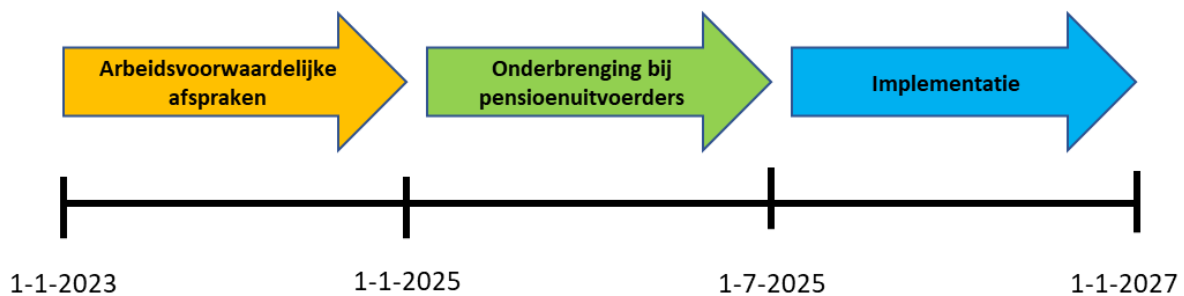 Arbeidsvoorwaardelijke
afspraken
Onderbrenging bij
pensioenuitvoerders
Implementatie
1-1-2023
1-1-2025
1-7-2025
1-1-2027